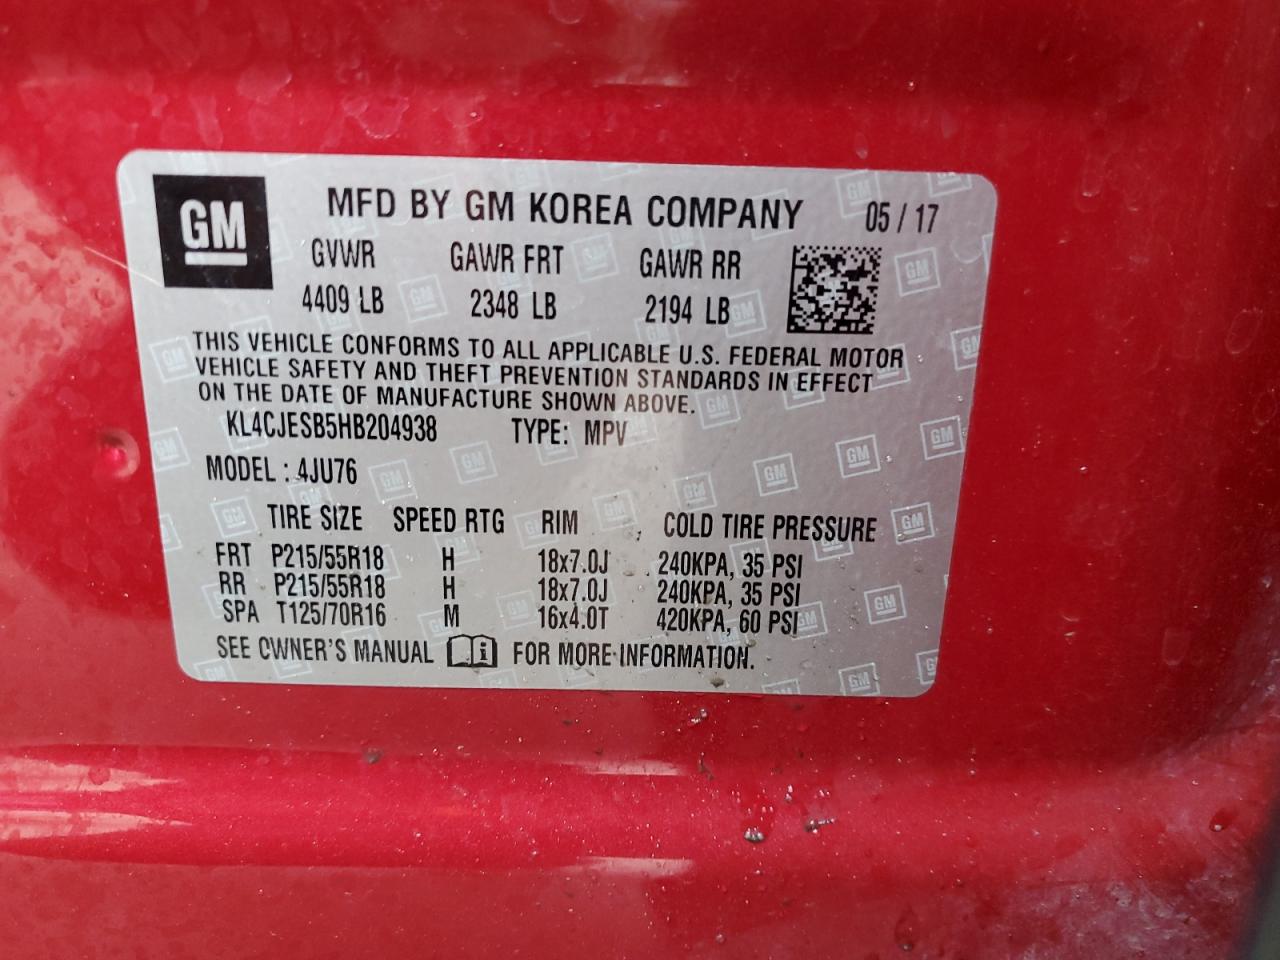 GM MFD BY GM KOREA COMPANY 05 / 17
GVWR GAWR FRT GAWR RR
4409 LB 2348 LB 2194 LB
THIS VEHICLE CONFORMS TO ALL APPLICABLE U.S. FEDERAL MOTOR
VEHICLE SAFETY AND THEFT PREVENTION STANDARDS IN EFFECT
ON THE DATE OF MANUFACTURE SHOWN ABOVE.
KL4CJESB5HB204938 TYPE: MPV
MODEL : 4JU76
TIRE SIZE SPEED RTG RIM COLD TIRE PRESSURE
FRT P215/55R18 H 18x7.0J 240KPA, 35 PSI
RR P215/55R18 H 18x7.0J 240KPA, 35 PSI
SPA T125/70R16 M 16x4.0T 420KPA, 60 PSI
SEE OWNER'S MANUAL i FOR MORE INFORMATION.